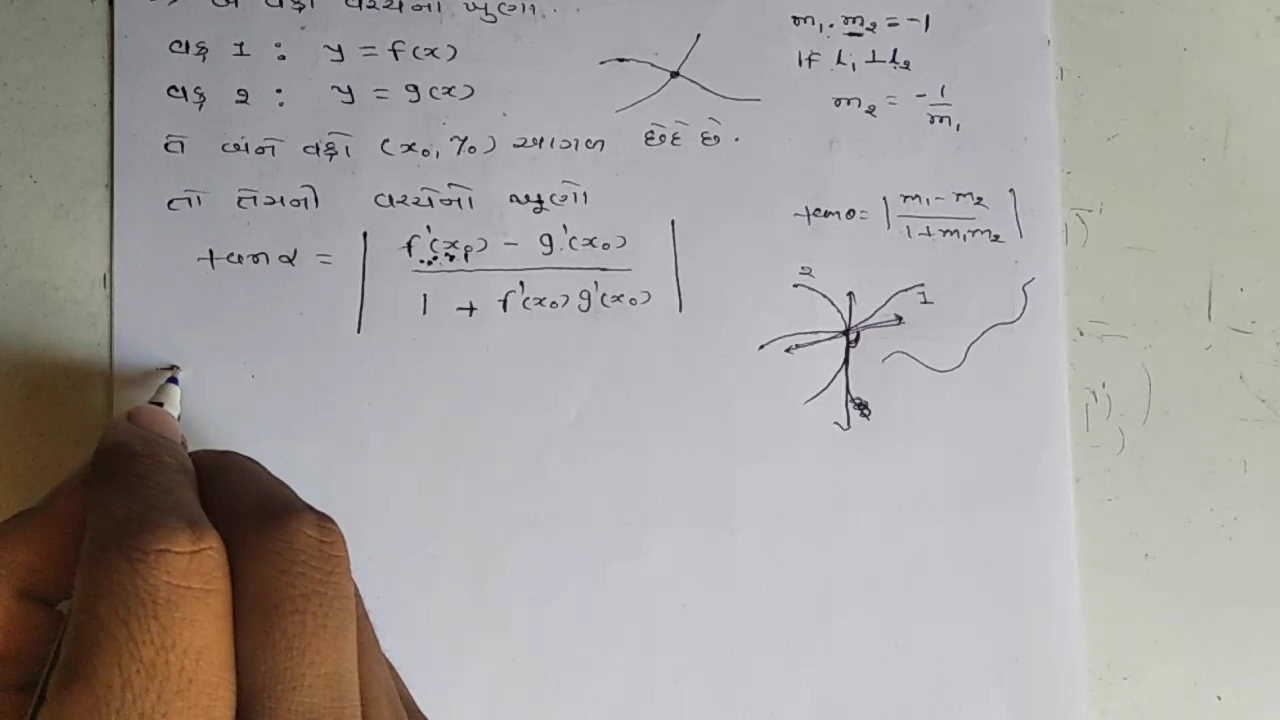 બે વક્રો વચ્ચેનો ખૂણો..
વક્ર 1 : y = f(x)
વક્ર 2 : y = g(x)
તે બંને વક્રો (x₀, y₀) આગળ છેદે છે.
તો તેમની વચ્ચેનો ખૂણો
tan α = | f'(x₀) - g'(x₀) / 1 + f'(x₀) g'(x₀) |
m₁ . m₂ = -1
If l₁ ⊥ l₂
m₂ = - 1/m₁
tan θ = | m₁ - m₂ / 1 + m₁m₂ |
2
1